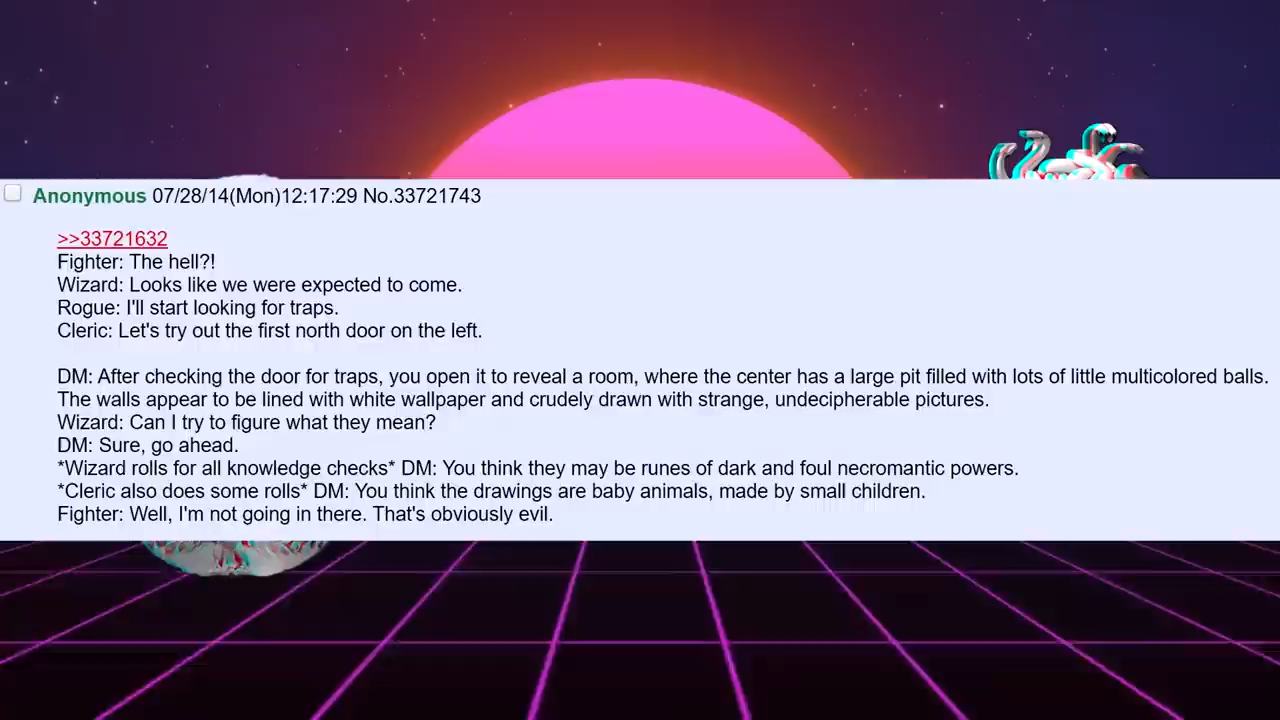 Anonymous 07/28/14(Mon)12:17:29 No.33721743
>>33721632
Fighter: The hell?!
Wizard: Looks like we were expected to come.
Rogue: I'll start looking for traps.
Cleric: Let's try out the first north door on the left.
DM: After checking the door for traps, you open it to reveal a room, where the center has a large pit filled with lots of little multicolored balls.
The walls appear to be lined with white wallpaper and crudely drawn with strange, undecipherable pictures.
Wizard: Can I try to figure what they mean?
DM: Sure, go ahead.
*Wizard rolls for all knowledge checks* DM: You think they may be runes of dark and foul necromantic powers.
*Cleric also does some rolls* DM: You think the drawings are baby animals, made by small children.
Fighter: Well, I'm not going in there. That's obviously evil.